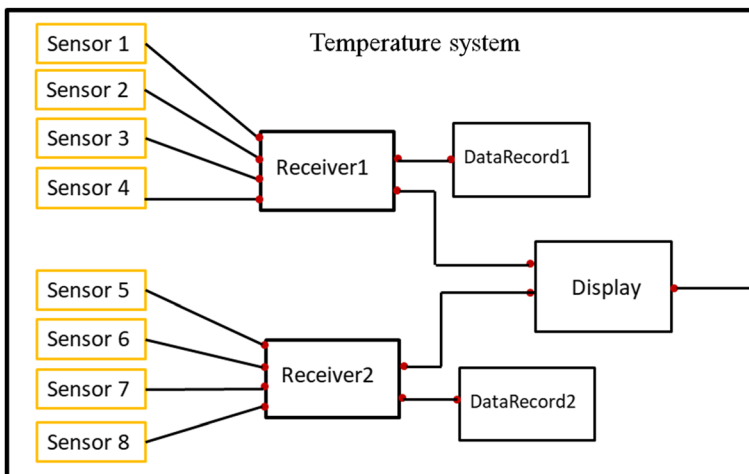 Temperature system
Sensor 1
Sensor 2
Sensor 3
Sensor 4
Receiver1
DataRecord1
Display
Sensor 5
Sensor 6
Sensor 7
Sensor 8
Receiver2
DataRecord2